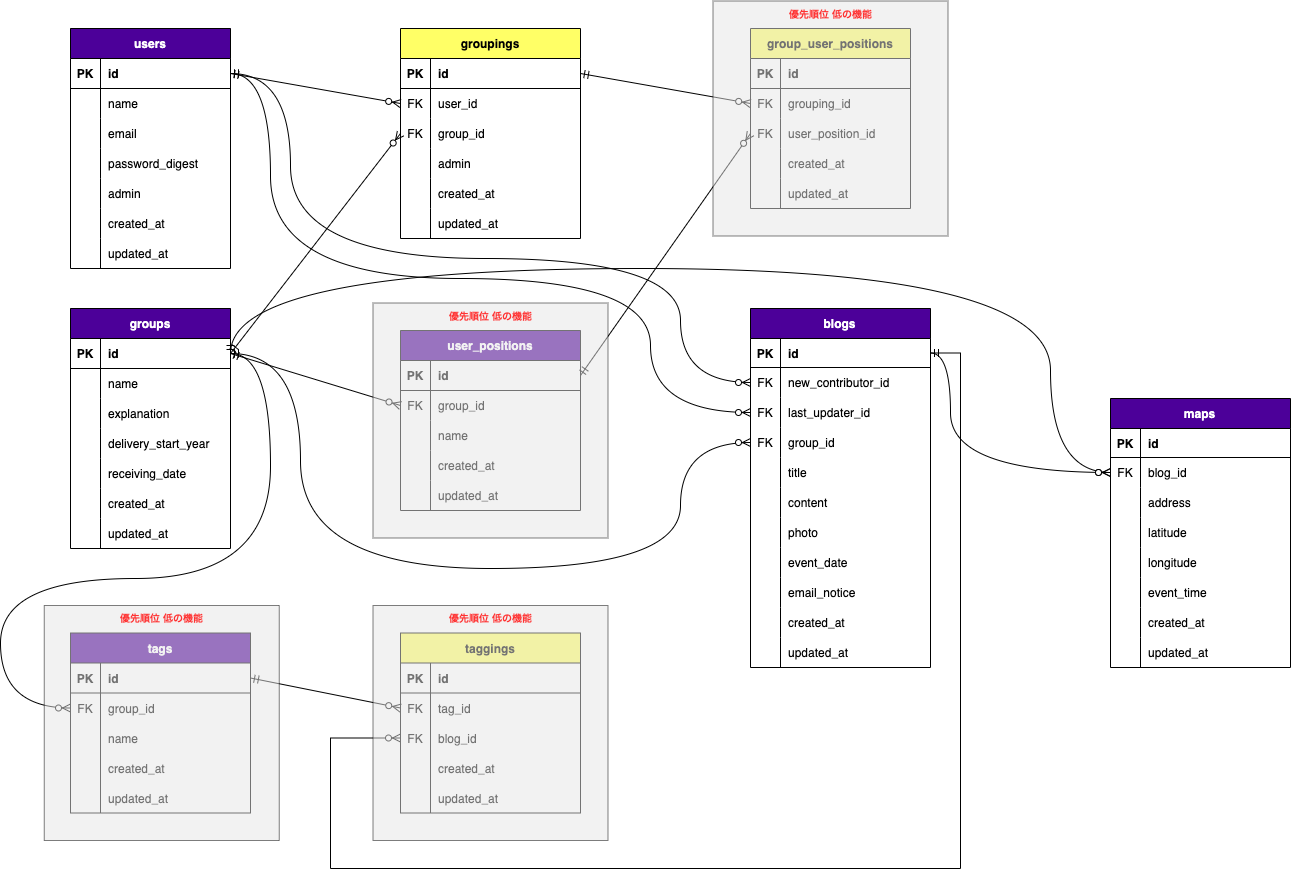 users
PK id
name
email
password_digest
admin
created_at
updated_at
groupings
PK id
FK user_id
FK group_id
admin
created_at
updated_at
優先順位 低の機能
group_user_positions
PK id
FK grouping_id
FK user_position_id
created_at
updated_at
groups
PK id
name
explanation
delivery_start_year
receiving_date
created_at
updated_at
優先順位 低の機能
user_positions
PK id
FK group_id
name
created_at
updated_at
blogs
PK id
FK new_contributor_id
FK last_updater_id
FK group_id
title
content
photo
event_date
email_notice
created_at
updated_at
maps
PK id
FK blog_id
address
latitude
longitude
event_time
created_at
updated_at
優先順位 低の機能
tags
PK id
FK group_id
name
created_at
updated_at
優先順位 低の機能
taggings
PK id
FK tag_id
FK blog_id
created_at
updated_at